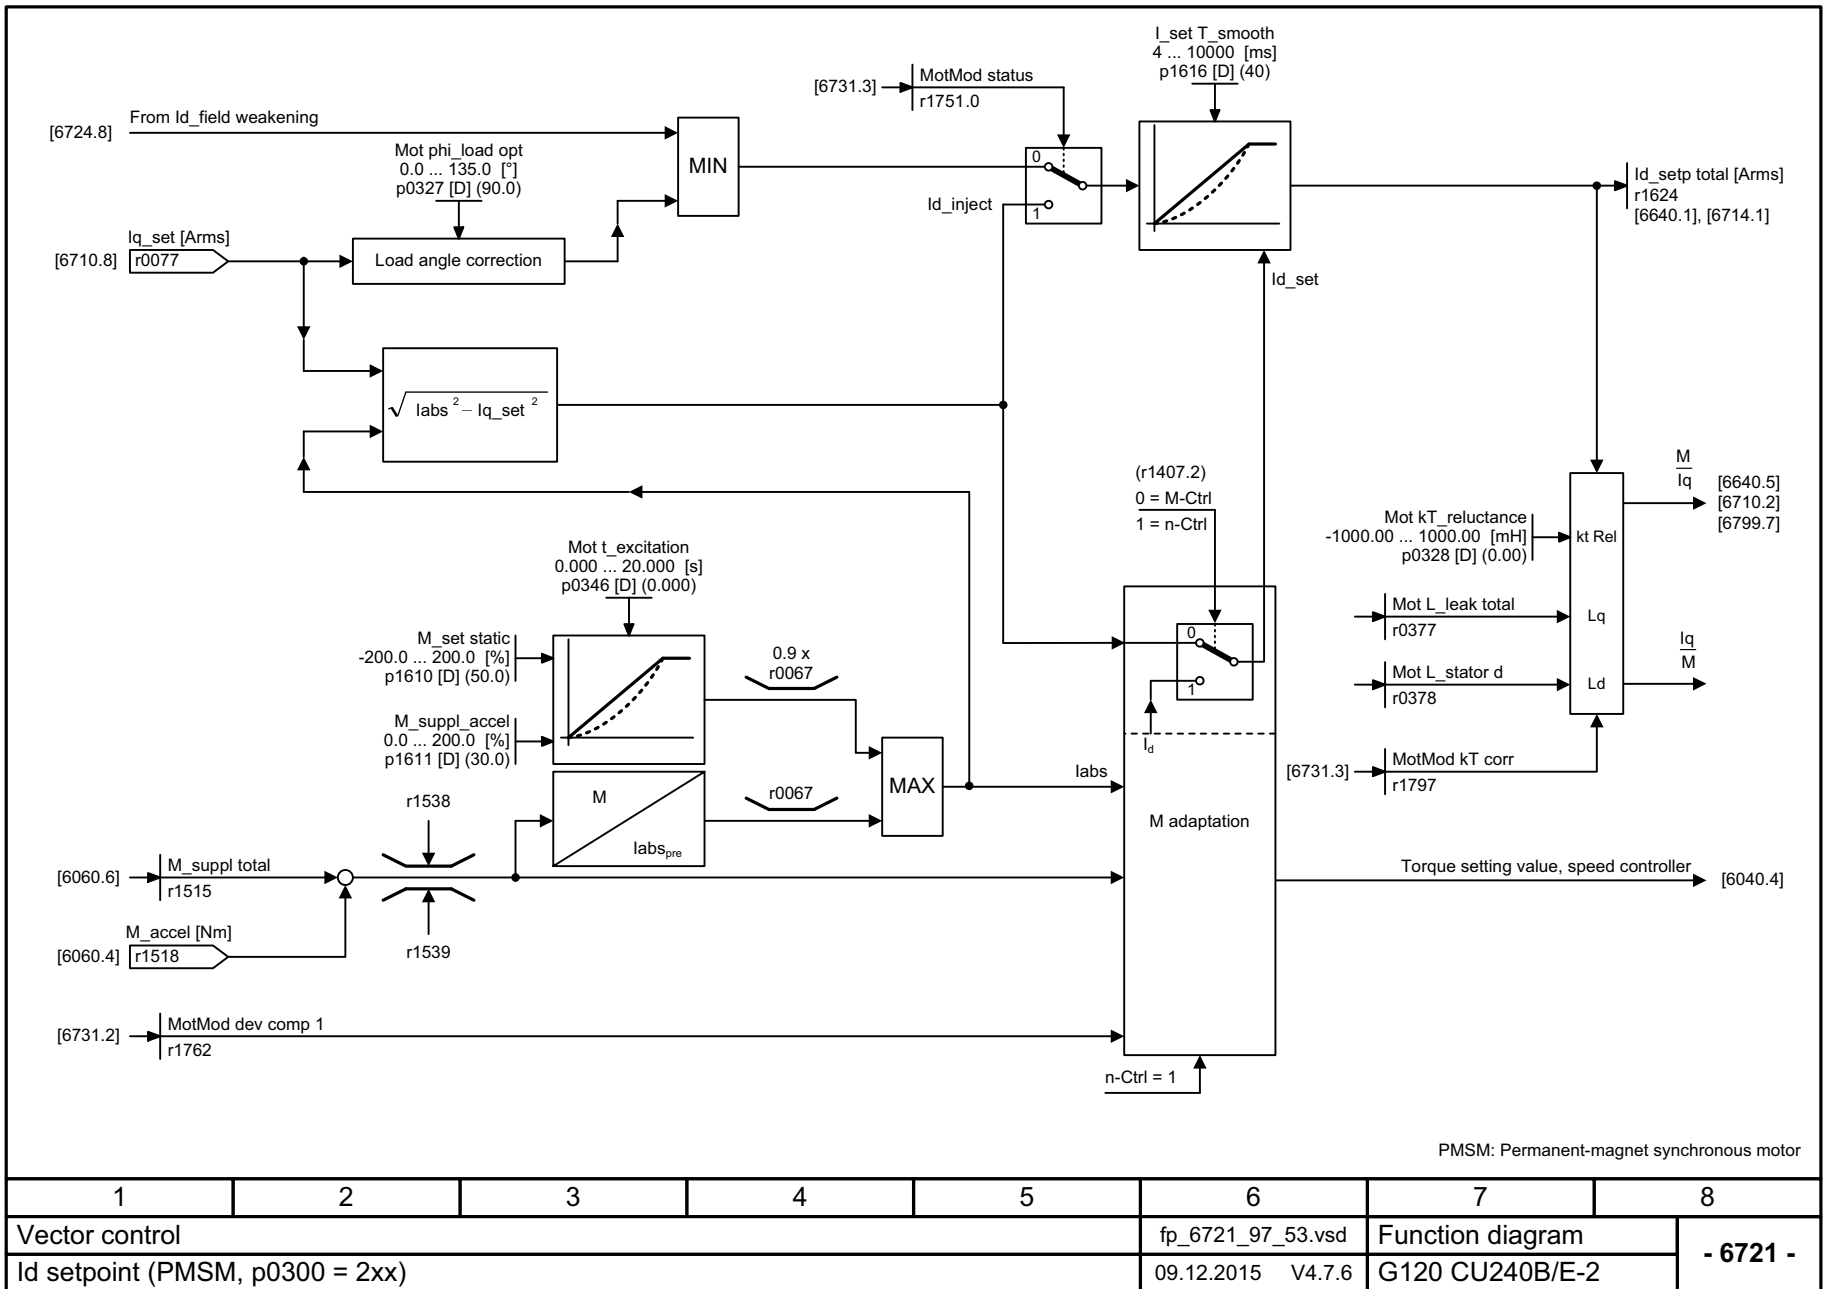 I_set T_smooth
4 ... 10000 [ms]
p1616 [D] (40)
[6731.3]
MotMod status
r1751.0
[6724.8]
From Id_field weakening
Mot phi_load opt
0.0 ... 135.0 [°]
p0327 [D] (90.0)
MIN
0
1
Id_inject
Id_setp total [Arms]
r1624
[6640.1], [6714.1]
Iq_set [Arms]
[6710.8]
r0077
Load angle correction
Id_set
√ Iabs ² – Iq_set ²
(r1407.2)
0 = M-Ctrl
1 = n-Ctrl
M
Iq
[6640.5]
[6710.2]
[6799.7]
Mot kT_reluctance
-1000.00 ... 1000.00 [mH]
p0328 [D] (0.00)
kt Rel
Mot t_excitation
0.000 ... 20.000 [s]
p0346 [D] (0.000)
Mot L_leak total
r0377
Lq
M_set static
-200.0 ... 200.0 [%]
p1610 [D] (50.0)
0.9 x
r0067
0
1
Id
Mot L_stator d
r0378
Ld
Iq
M
M_suppl_accel
0.0 ... 200.0 [%]
p1611 [D] (30.0)
MAX
Iabs
[6731.3]
MotMod kT corr
r1797
r1538
M
Iabspre
r0067
M adaptation
[6060.6]
M_suppl total
r1515
Torque setting value, speed controller
[6040.4]
M_accel [Nm]
[6060.4]
r1518
r1539
[6731.2]
MotMod dev comp 1
r1762
n-Ctrl = 1
PMSM: Permanent-magnet synchronous motor
1 2 3 4 5 6 7 8
Vector control
fp_6721_97_53.vsd
Function diagram
- 6721 -
Id setpoint (PMSM, p0300 = 2xx)
09.12.2015 V4.7.6
G120 CU240B/E-2